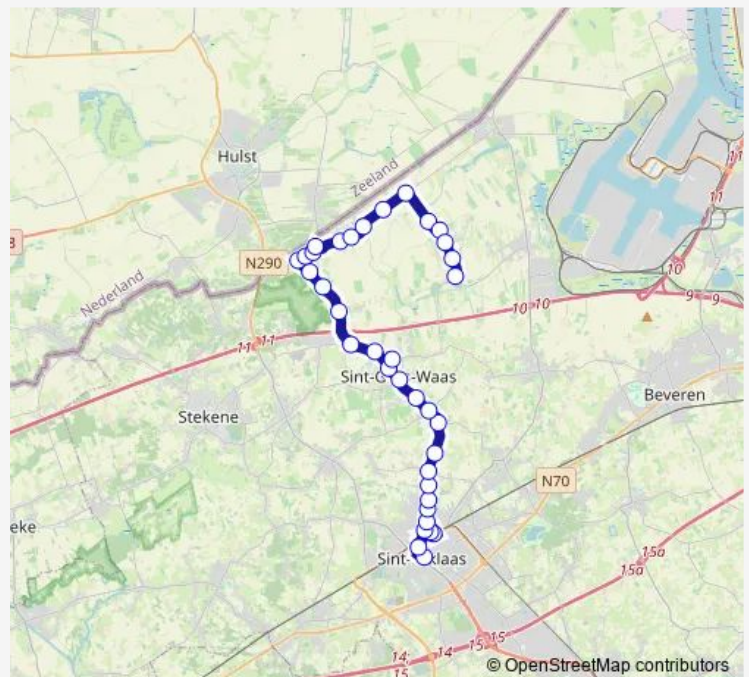 Hulst
Zeeland
11
N290
10
Nederland
10 10
9 9
11 11
Sint-G
s-Waas
Beveren
Stekene
N70
eke
Sint-
klaas
15a
15a
15 15
14 14
15
© OpenStreetMap contributors